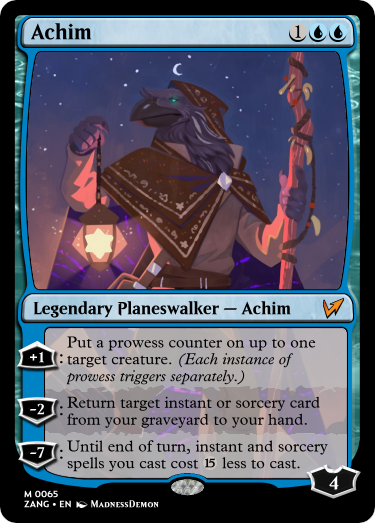 Achim 1
Legendary Planeswalker — Achim
+1: Put a prowess counter on up to one
target creature. (Each instance of
prowess triggers separately.)
-2: Return target instant or sorcery card
from your graveyard to your hand.
-7: Until end of turn, instant and sorcery
spells you cast cost 15 less to cast.
4
M 0065
ZANG • EN MadnessDemon